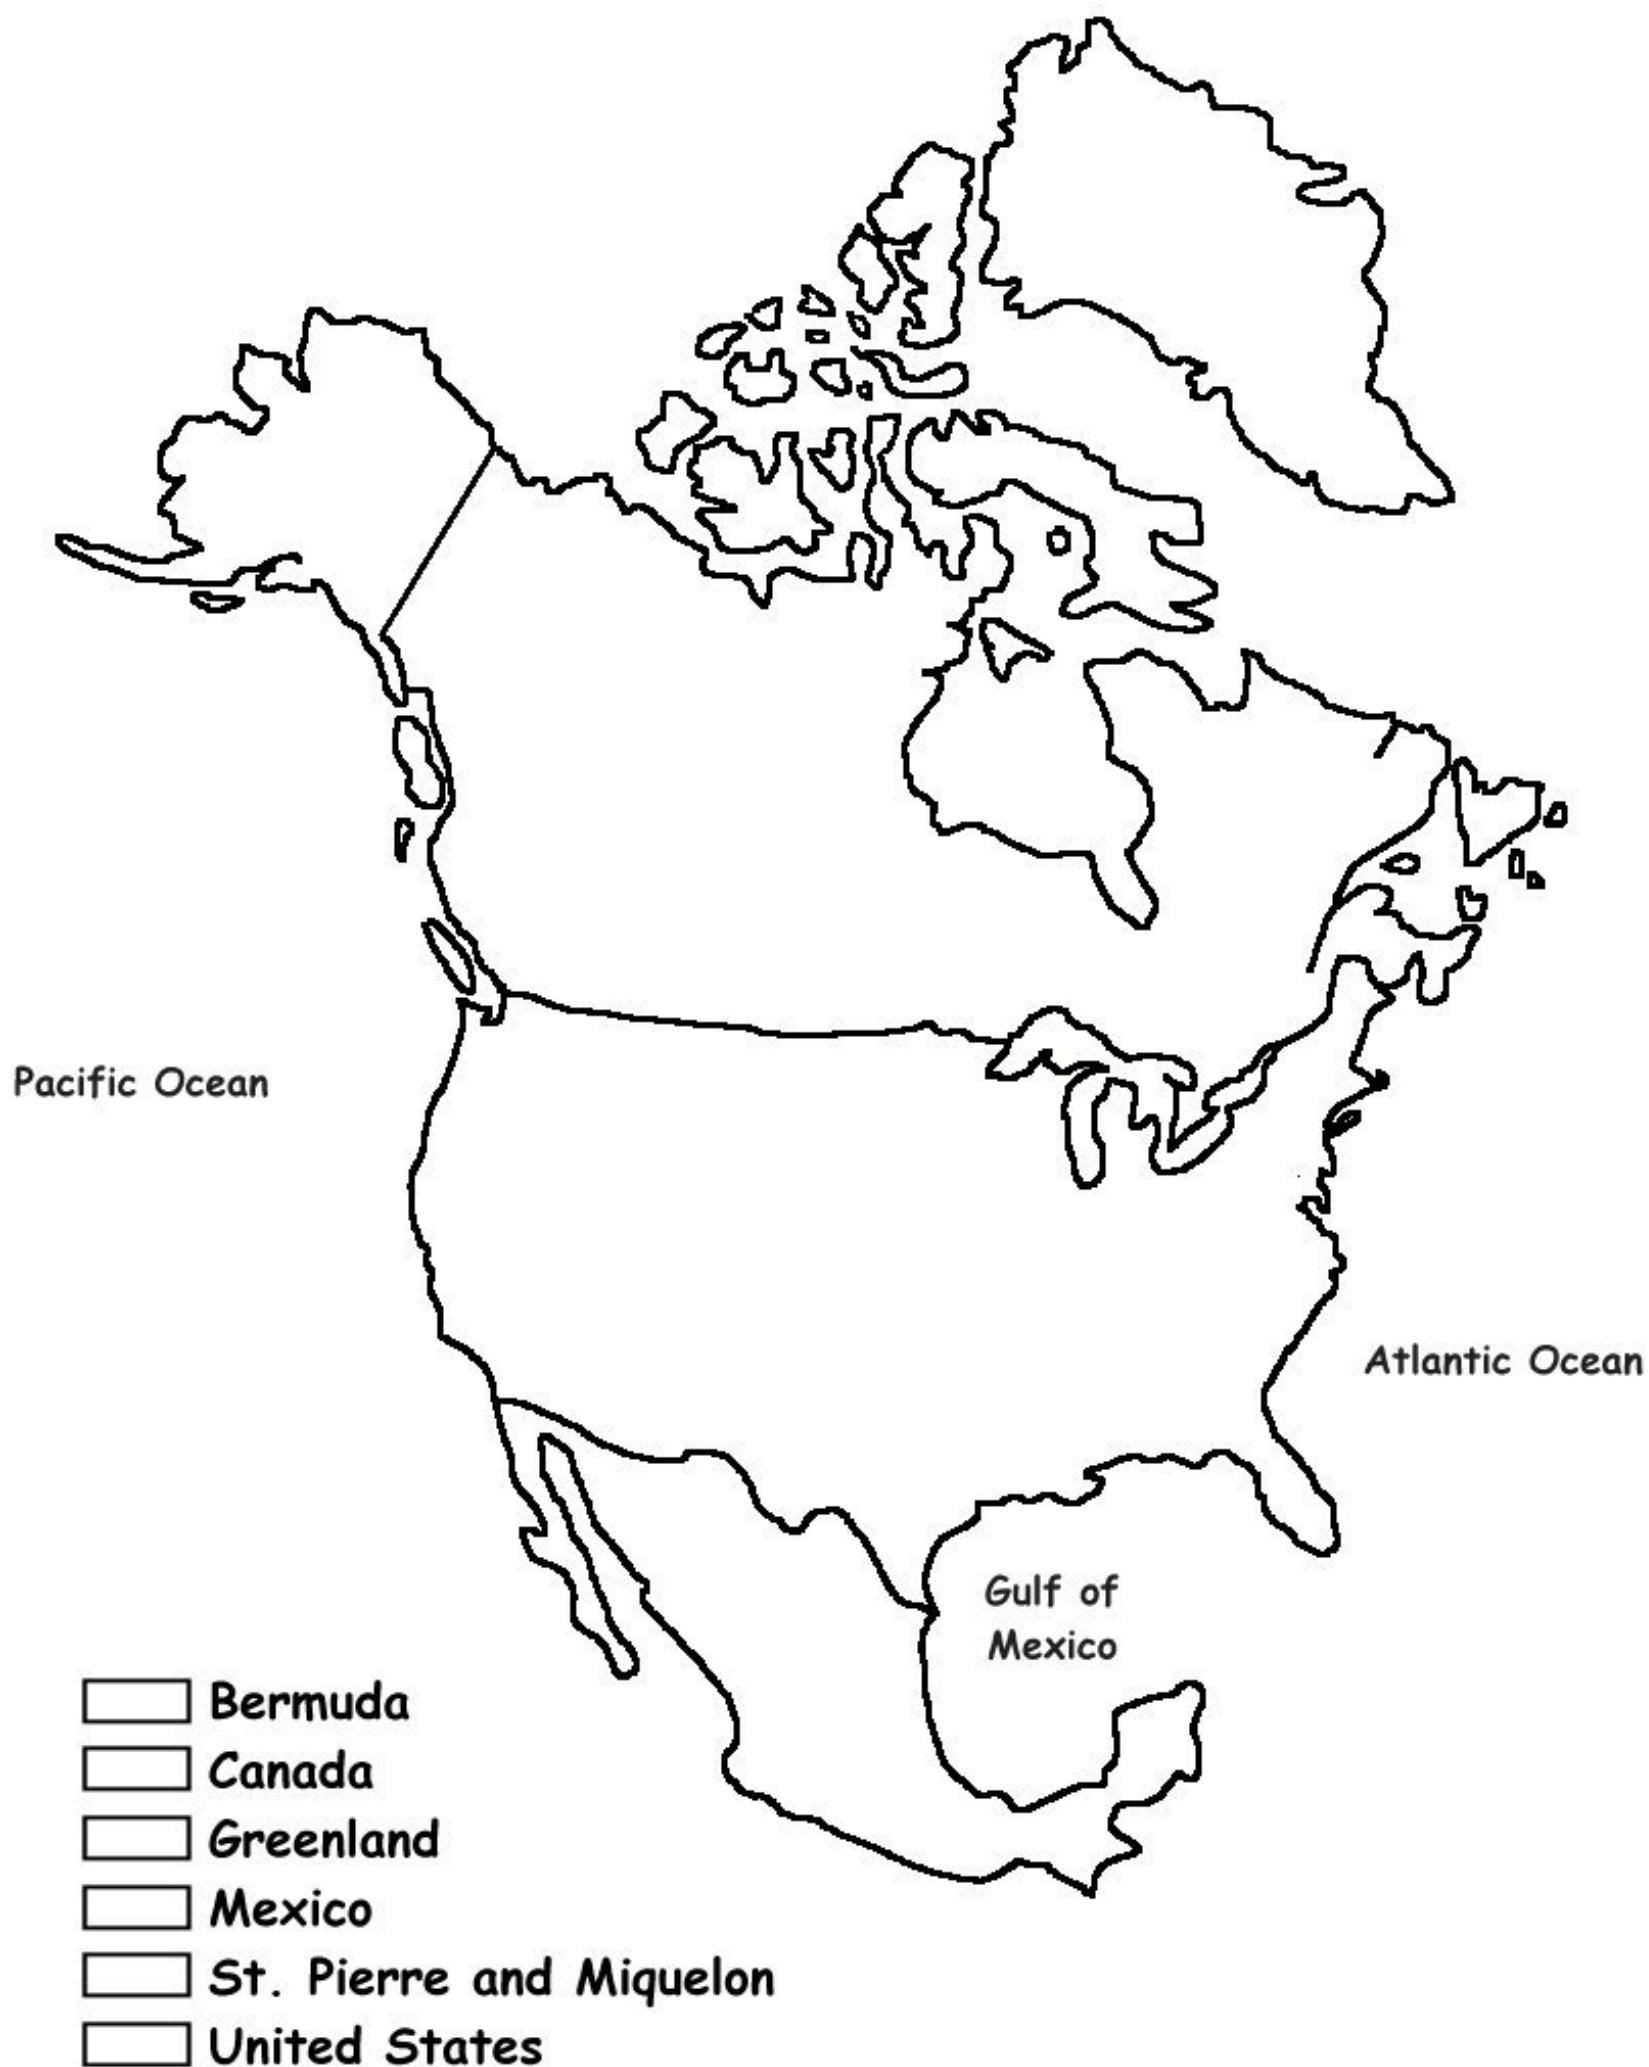 Pacific Ocean
Atlantic Ocean
Gulf of
Mexico
Bermuda
Canada
Greenland
Mexico
St. Pierre and Miquelon
United States